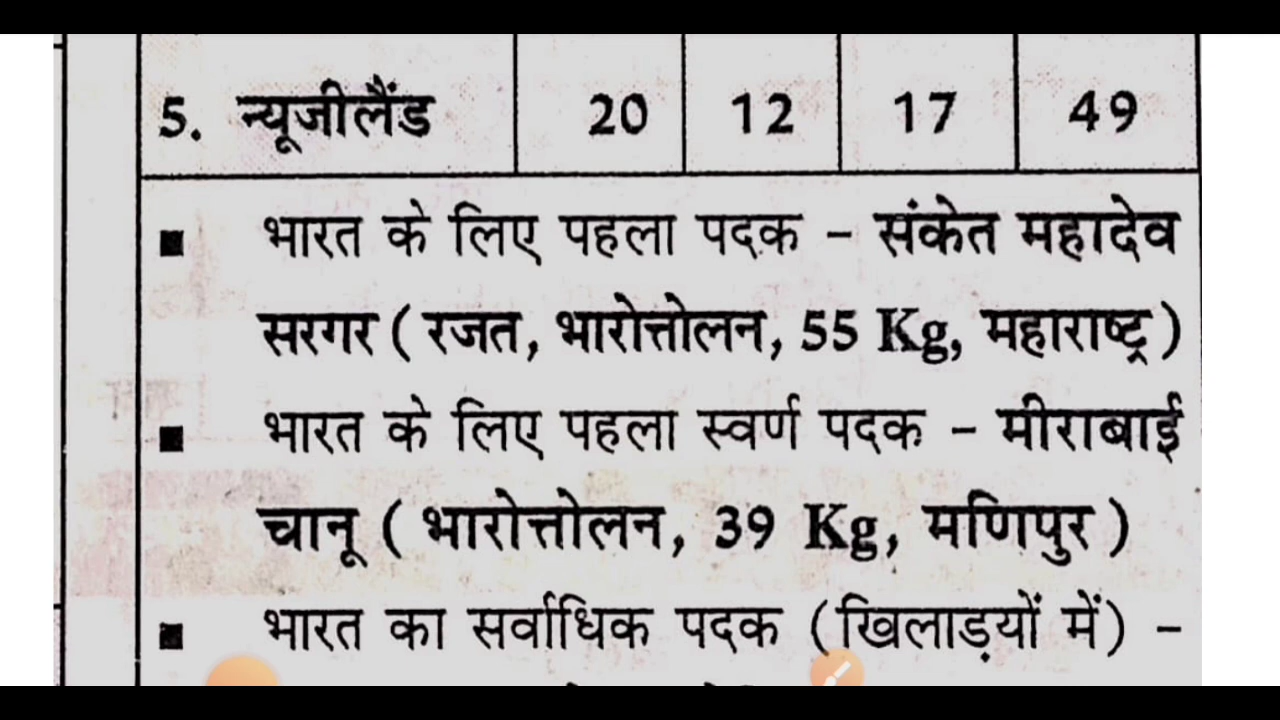 5. न्यूजीलैंड 20 12 17 49
▪ भारत के लिए पहला पदक – संकेत महादेव
सरगर ( रजत, भारोत्तोलन, 55 Kg, महाराष्ट्र )
▪ भारत के लिए पहला स्वर्ण पदक – मीराबाई
चानू ( भारोत्तोलन, 39 Kg, मणिपुर )
▪ भारत का सर्वाधिक पदक (खिलाड़यों में) –